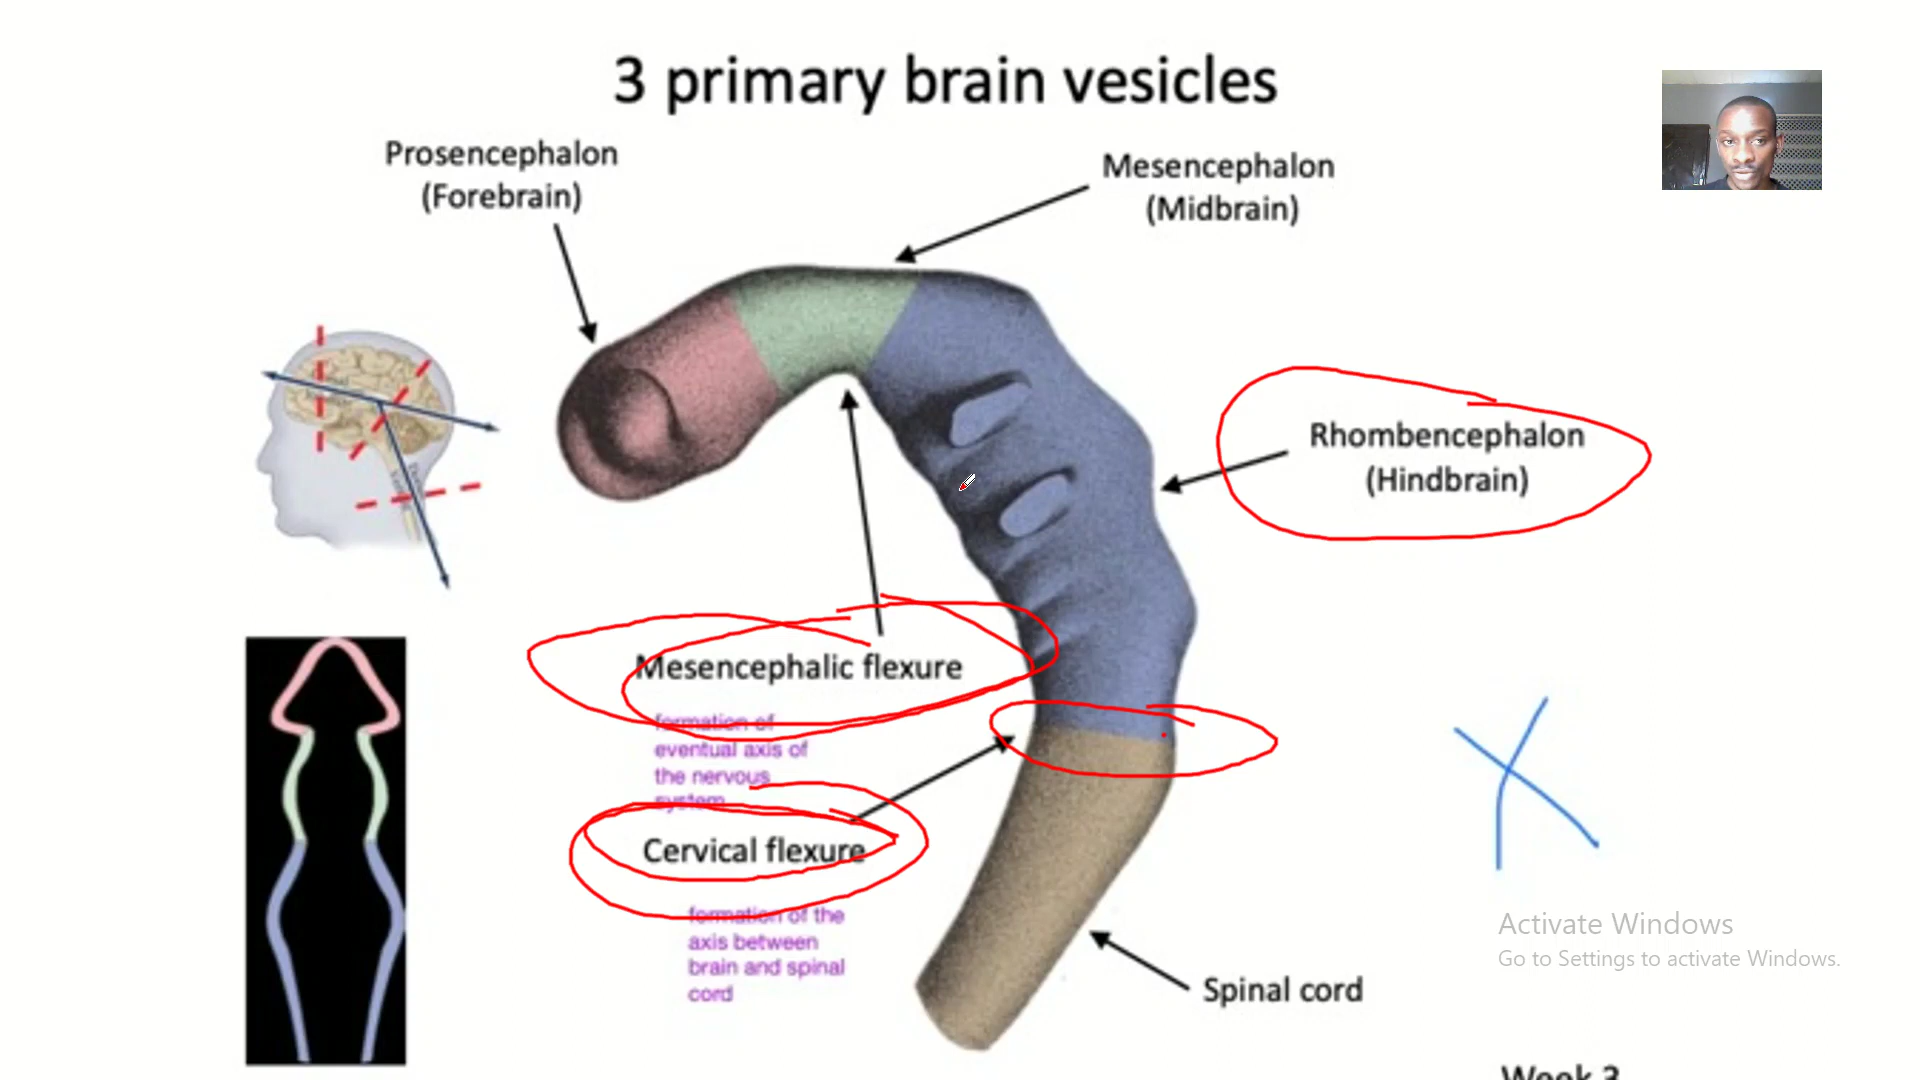 3 primary brain vesicles
Prosencephalon
(Forebrain)
Mesencephalon
(Midbrain)
Rhombencephalon
(Hindbrain)
Mesencephalic flexure
formation of
eventual axis of
the nervous
system
Cervical flexure
formation of the
axis between
brain and spinal
cord
Spinal cord
Activate Windows
Go to Settings to activate Windows.
Week 3